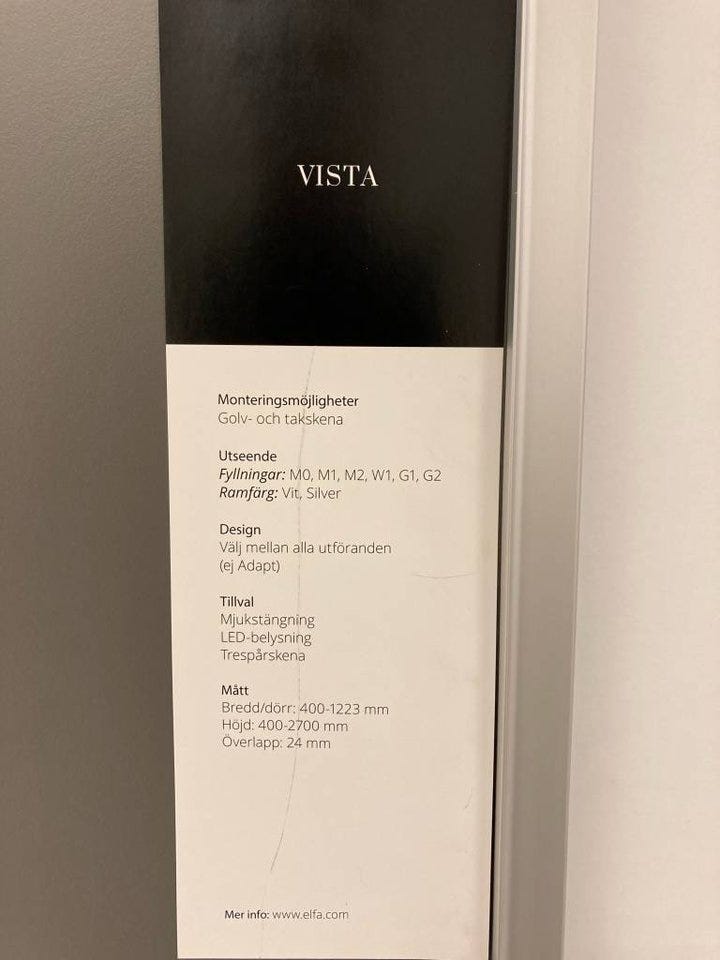 VISTA
Monteringsmöjligheter
Golv- och takskena
Utseende
Fyllningar: M0, M1, M2, W1, G1, G2
Ramfärg: Vit, Silver
Design
Välj mellan alla utföranden
(ej Adapt)
Tillval
Mjukstängning
LED-belysning
Trespårskena
Mått
Bredd/dörr: 400-1223 mm
Höjd: 400-2700 mm
Överlapp: 24 mm
Mer info: www.elfa.com